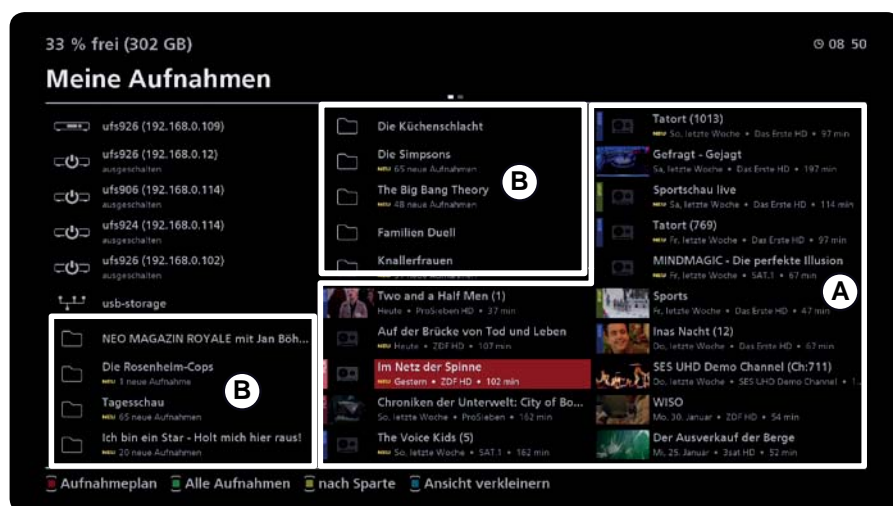 33 % frei (302 GB)
08 50
Meine Aufnahmen
ufs926 (192.168.0.109)
ufs926 (192.168.0.12)
ausgeschalten
ufs906 (192.168.0.114)
ausgeschalten
ufs924 (192.168.0.114)
ausgeschalten
ufs926 (192.168.0.102)
ausgeschalten
usb-storage
NEO MAGAZIN ROYALE mit Jan Böh...
Die Rosenheim-Cops
NEU 1 neue Aufnahme
Tagesschau
NEU 65 neue Aufnahmen
Ich bin ein Star - Holt mich hier raus!
NEU 20 neue Aufnahmen
B
Die Küchenschlacht
Die Simpsons
NEU 65 neue Aufnahmen
The Big Bang Theory
NEU 48 neue Aufnahmen
Familien Duell
Knallerfrauen
B
Two and a Half Men (1)
Heute • ProSieben HD • 37 min
Auf der Brücke von Tod und Leben
NEU Heute • ZDF HD • 107 min
Im Netz der Spinne
NEU Gestern • ZDF HD • 102 min
Chroniken der Unterwelt: City of Bo...
So, letzte Woche • ProSieben • 162 min
The Voice Kids (5)
NEU So, letzte Woche • SAT.1 • 162 min
Tatort (1013)
NEU So, letzte Woche • Das Erste HD • 97 min
Gefragt - Gejagt
Sa, letzte Woche • Das Erste HD • 197 min
Sportschau live
NEU Sa, letzte Woche • Das Erste HD • 114 min
Tatort (769)
NEU Fr, letzte Woche • Das Erste HD • 97 min
MINDMAGIC - Die perfekte Illusion
NEU Fr, letzte Woche • SAT.1 • 67 min
Sports
Fr, letzte Woche • Das Erste HD • 47 min
Inas Nacht (12)
Do, letzte Woche • Das Erste HD • 62 min
SES UHD Demo Channel (Ch:711)
Do, letzte Woche • SES UHD Demo Channel • 1...
WISO
Mo, 30. Januar • ZDF HD • 54 min
Der Ausverkauf der Berge
Mi, 25. Januar • 3sat HD • 52 min
A
Aufnahmeplan
Alle Aufnahmen
nach Sparte
Ansicht verkleinern